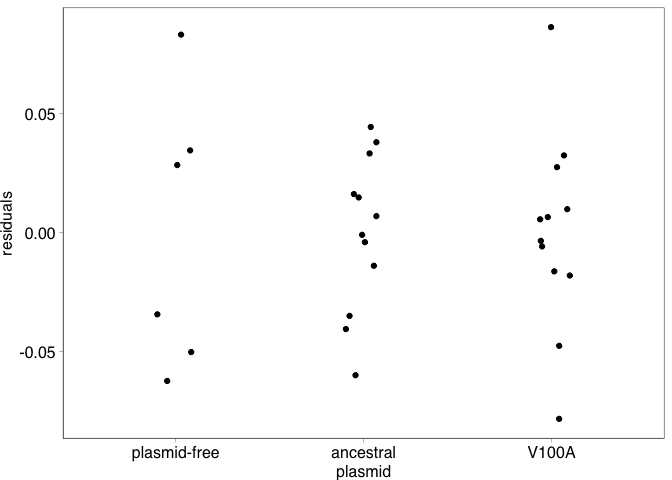 residuals
0.05
0.00
-0.05
plasmid-free
ancestral
V100A
plasmid